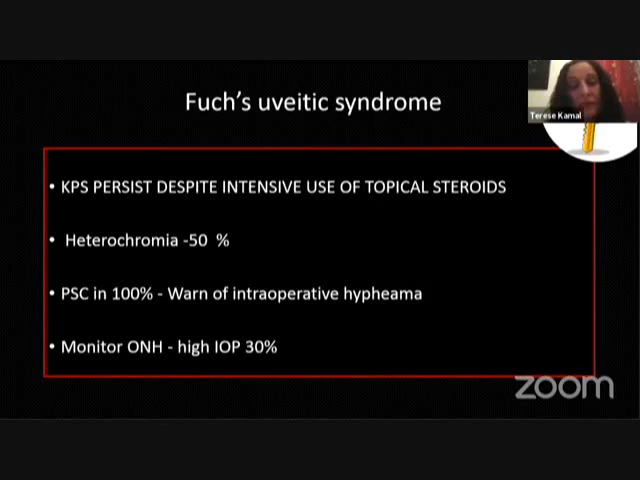 Fuch's uveitic syndrome
Terese Kamal
• KPS PERSIST DESPITE INTENSIVE USE OF TOPICAL STEROIDS
• Heterochromia -50 %
• PSC in 100% - Warn of intraoperative hypheama
• Monitor ONH - high IOP 30%
zoom